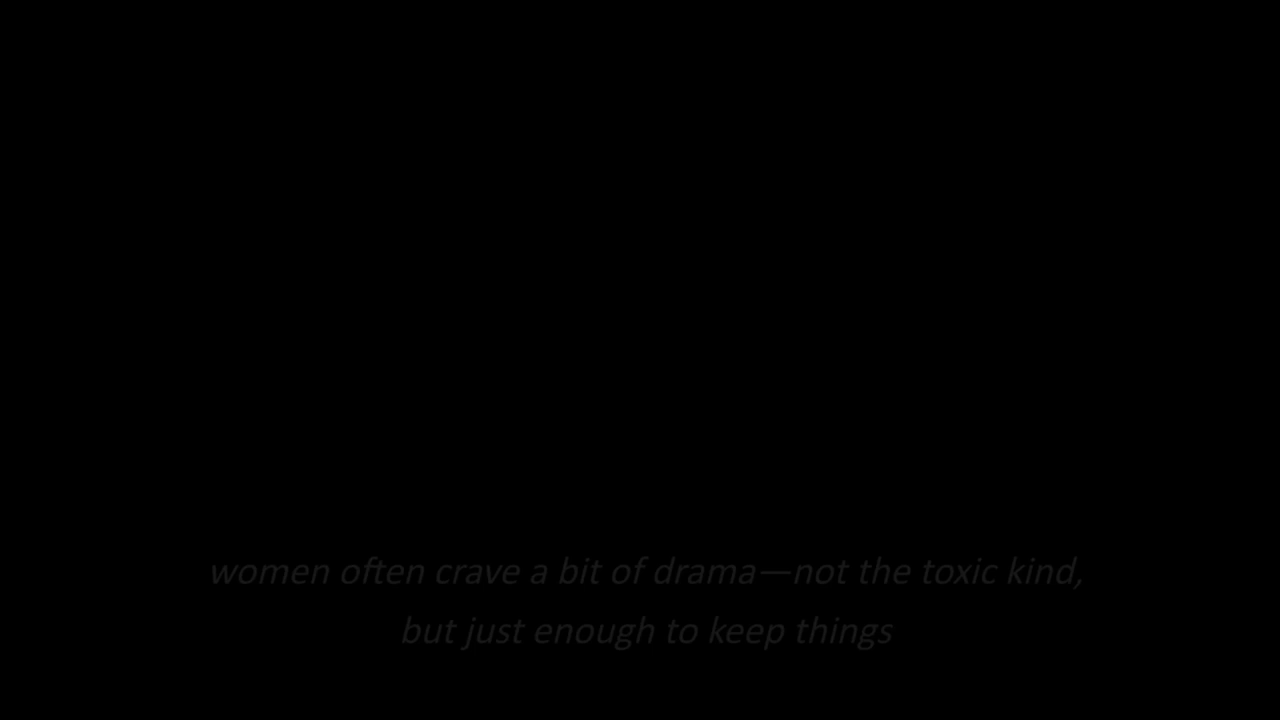 women often crave a bit of drama—not the toxic kind,
but just enough to keep things